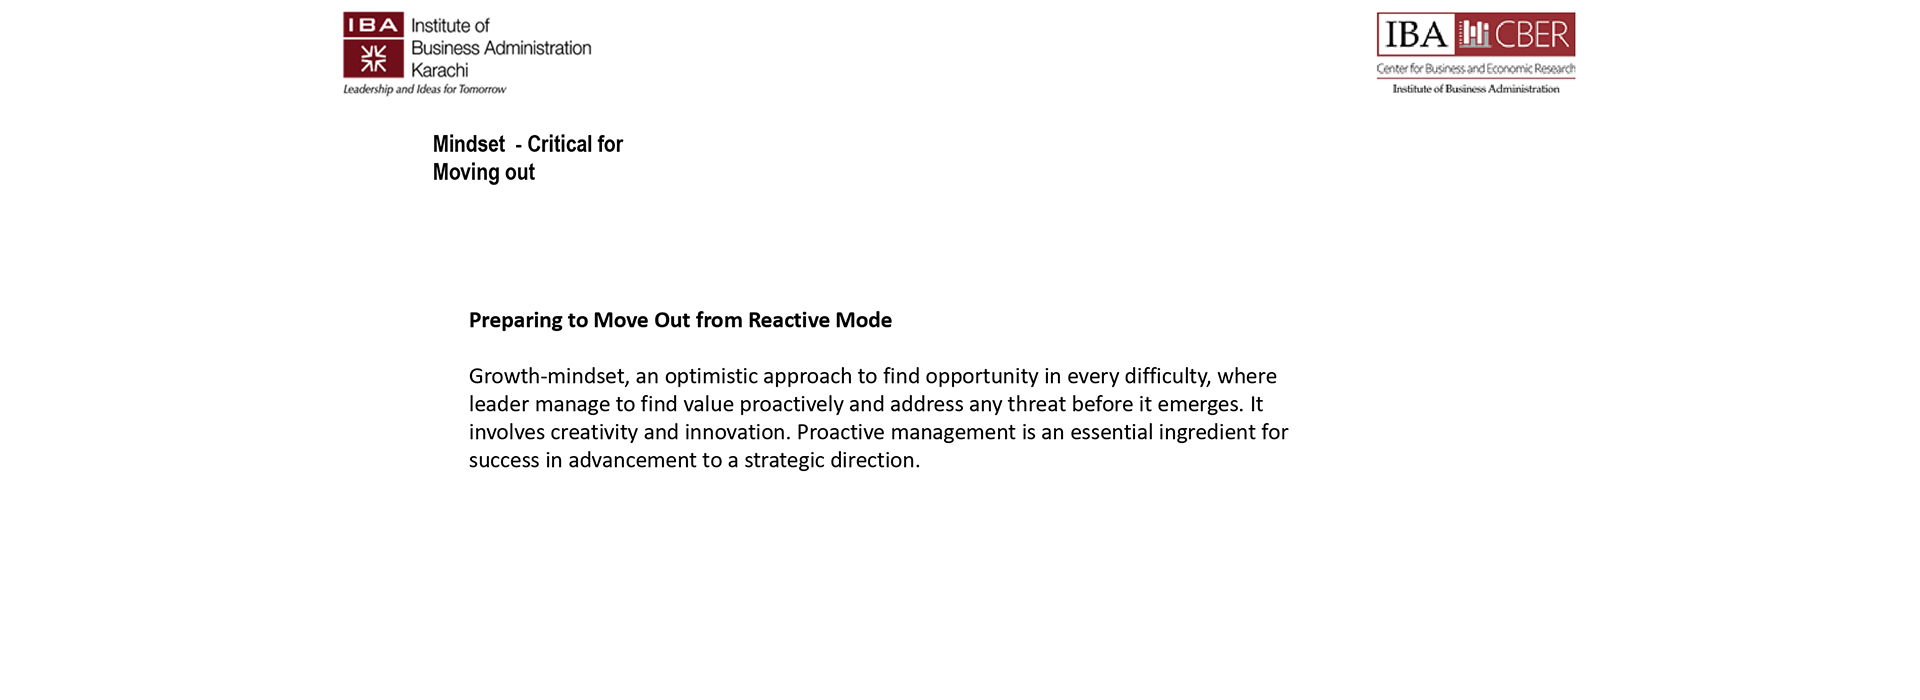 IBA Institute of
Business Administration
Karachi
Leadership and Ideas for Tomorrow
IBA CBER
Center for Business and Economic Research
Institute of Business Administration
Mindset - Critical for
Moving out
Preparing to Move Out from Reactive Mode
Growth-mindset, an optimistic approach to find opportunity in every difficulty, where
leader manage to find value proactively and address any threat before it emerges. It
involves creativity and innovation. Proactive management is an essential ingredient for
success in advancement to a strategic direction.